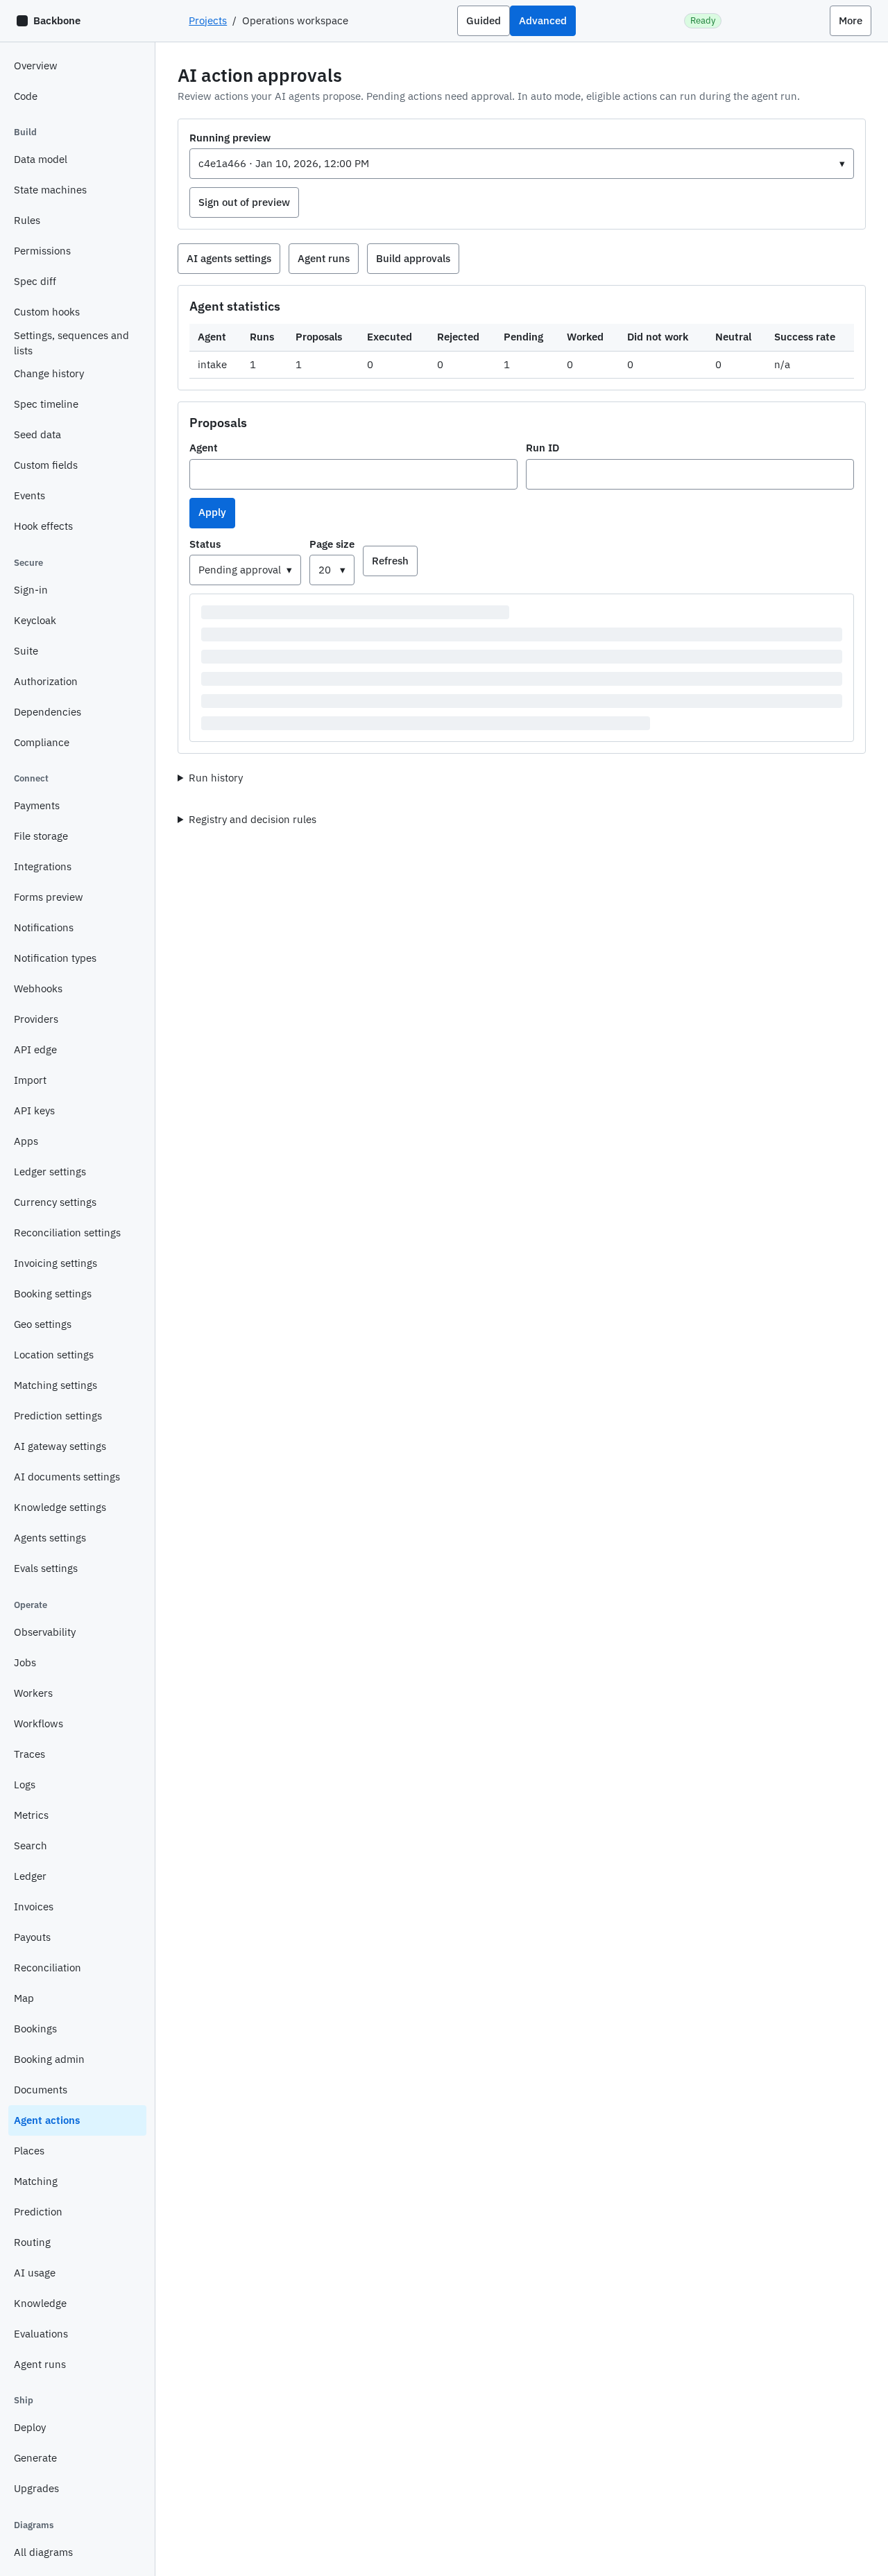 Backbone
Projects / Operations workspace
Guided
Advanced
Ready
More
Overview
Code
Build
Data model
State machines
Rules
Permissions
Spec diff
Custom hooks
Settings, sequences and
lists
Change history
Spec timeline
Seed data
Custom fields
Events
Hook effects
Secure
Sign-in
Keycloak
Suite
Authorization
Dependencies
Compliance
Connect
Payments
File storage
Integrations
Forms preview
Notifications
Notification types
Webhooks
Providers
API edge
Import
API keys
Apps
Ledger settings
Currency settings
Reconciliation settings
Invoicing settings
Booking settings
Geo settings
Location settings
Matching settings
Prediction settings
AI gateway settings
AI documents settings
Knowledge settings
Agents settings
Evals settings
Operate
Observability
Jobs
Workers
Workflows
Traces
Logs
Metrics
Search
Ledger
Invoices
Payouts
Reconciliation
Map
Bookings
Booking admin
Documents
Agent actions
Places
Matching
Prediction
Routing
AI usage
Knowledge
Evaluations
Agent runs
Ship
Deploy
Generate
Upgrades
Diagrams
All diagrams
AI action approvals
Review actions your AI agents propose. Pending actions need approval. In auto mode, eligible actions can run during the agent run.
Running preview
c4e1a466 · Jan 10, 2026, 12:00 PM
Sign out of preview
AI agents settings
Agent runs
Build approvals
Agent statistics
Agent Runs Proposals Executed Rejected Pending Worked Did not work Neutral Success rate
intake 1 1 0 0 1 0 0 0 n/a
Proposals
Agent
Run ID
Apply
Status
Page size
Pending approval
20
Refresh
Run history
Registry and decision rules